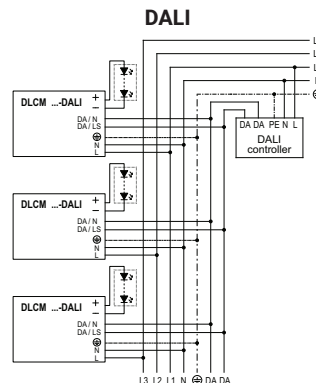 DALI
L
L
L
DLCM ...-DALI
+
−
DA / N
DA / LS
N
L
DA DA PE N L
DALI
controller
DLCM ...-DALI
+
−
DA / N
DA / LS
N
L
DLCM ...-DALI
+
−
DA / N
DA / LS
N
L
L3 L2 L1 N DA DA